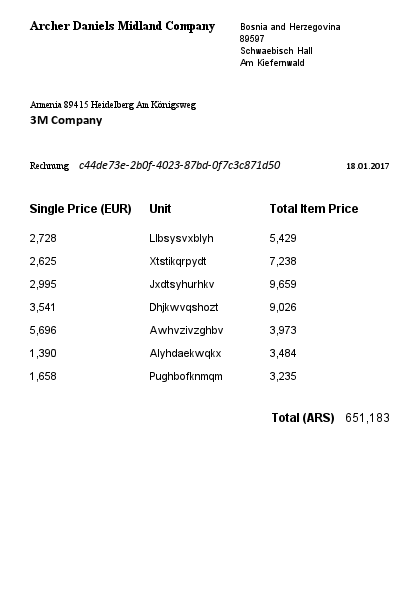 Archer Daniels Midland Company
Bosnia and Herzegovina
89597
Schwaebisch Hall
Am Kiefernwald
Armenia 89415 Heidelberg Am Königsweg
3M Company
Rechnung c44de73e-2b0f-4023-87bd-0f7c3c871d50 18.01.2017
Single Price (EUR) Unit Total Item Price
2,728 Llbsysvxblyh 5,429
2,625 Xtstikqrpydt 7,238
2,995 Jxdtsyhurhkv 9,659
3,541 Dhjkwvqshozt 9,026
5,696 Awhvzivzghbv 3,973
1,390 Alyhdaekwqkx 3,484
1,658 Pughbofknmqm 3,235
Total (ARS) 651,183